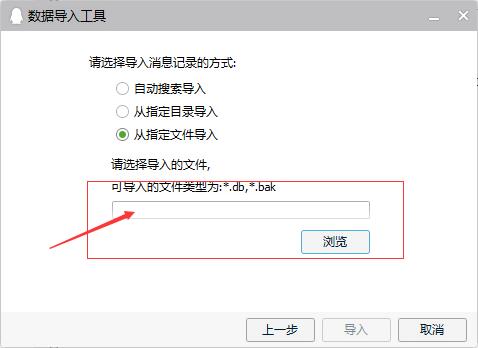 数据导入工具
请选择导入消息记录的方式:
自动搜索导入
从指定目录导入
从指定文件导入
请选择导入的文件,
可导入的文件类型为:*.db,*.bak
浏览
上一步 导入 取消